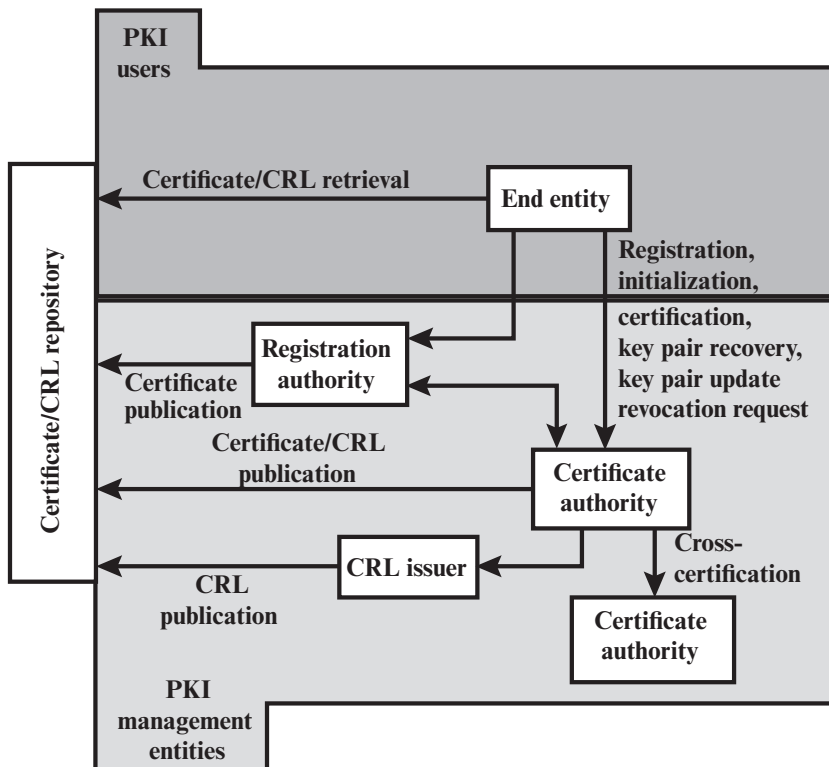 PKI
users
Certificate/CRL retrieval
End entity
Certificate/CRL repository
Registration,
initialization,
certification,
key pair recovery,
key pair update
revocation request
Registration
authority
Certificate
publication
Certificate/CRL
publication
Certificate
authority
CRL issuer
CRL
publication
Cross-
certification
Certificate
authority
PKI
management
entities